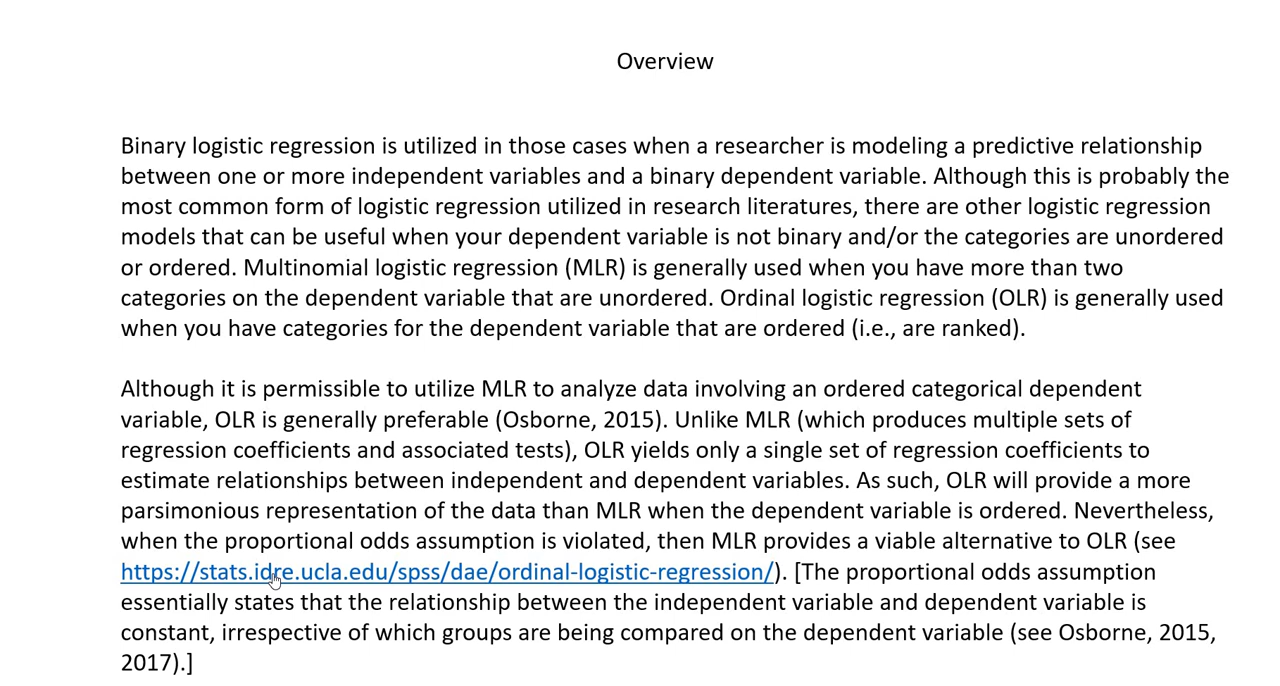 Overview
Binary logistic regression is utilized in those cases when a researcher is modeling a predictive relationship
between one or more independent variables and a binary dependent variable. Although this is probably the
most common form of logistic regression utilized in research literatures, there are other logistic regression
models that can be useful when your dependent variable is not binary and/or the categories are unordered
or ordered. Multinomial logistic regression (MLR) is generally used when you have more than two
categories on the dependent variable that are unordered. Ordinal logistic regression (OLR) is generally used
when you have categories for the dependent variable that are ordered (i.e., are ranked).
Although it is permissible to utilize MLR to analyze data involving an ordered categorical dependent
variable, OLR is generally preferable (Osborne, 2015). Unlike MLR (which produces multiple sets of
regression coefficients and associated tests), OLR yields only a single set of regression coefficients to
estimate relationships between independent and dependent variables. As such, OLR will provide a more
parsimonious representation of the data than MLR when the dependent variable is ordered. Nevertheless,
when the proportional odds assumption is violated, then MLR provides a viable alternative to OLR (see
https://stats.idre.ucla.edu/spss/dae/ordinal-logistic-regression/). [The proportional odds assumption
essentially states that the relationship between the independent variable and dependent variable is
constant, irrespective of which groups are being compared on the dependent variable (see Osborne, 2015,
2017).]